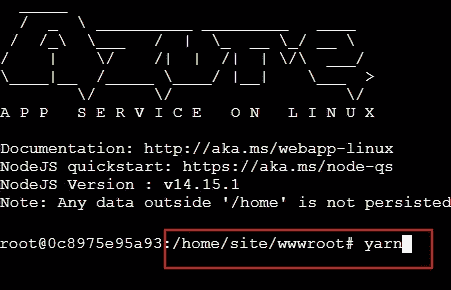 A P P   S E R V I C E   O N   L I N U X
Documentation: http://aka.ms/webapp-linux
NodeJS quickstart: https://aka.ms/node-qs
NodeJS Version : v14.15.1
Note: Any data outside '/home' is not persisted
root@0c8975e95a93:/home/site/wwwroot# yarn